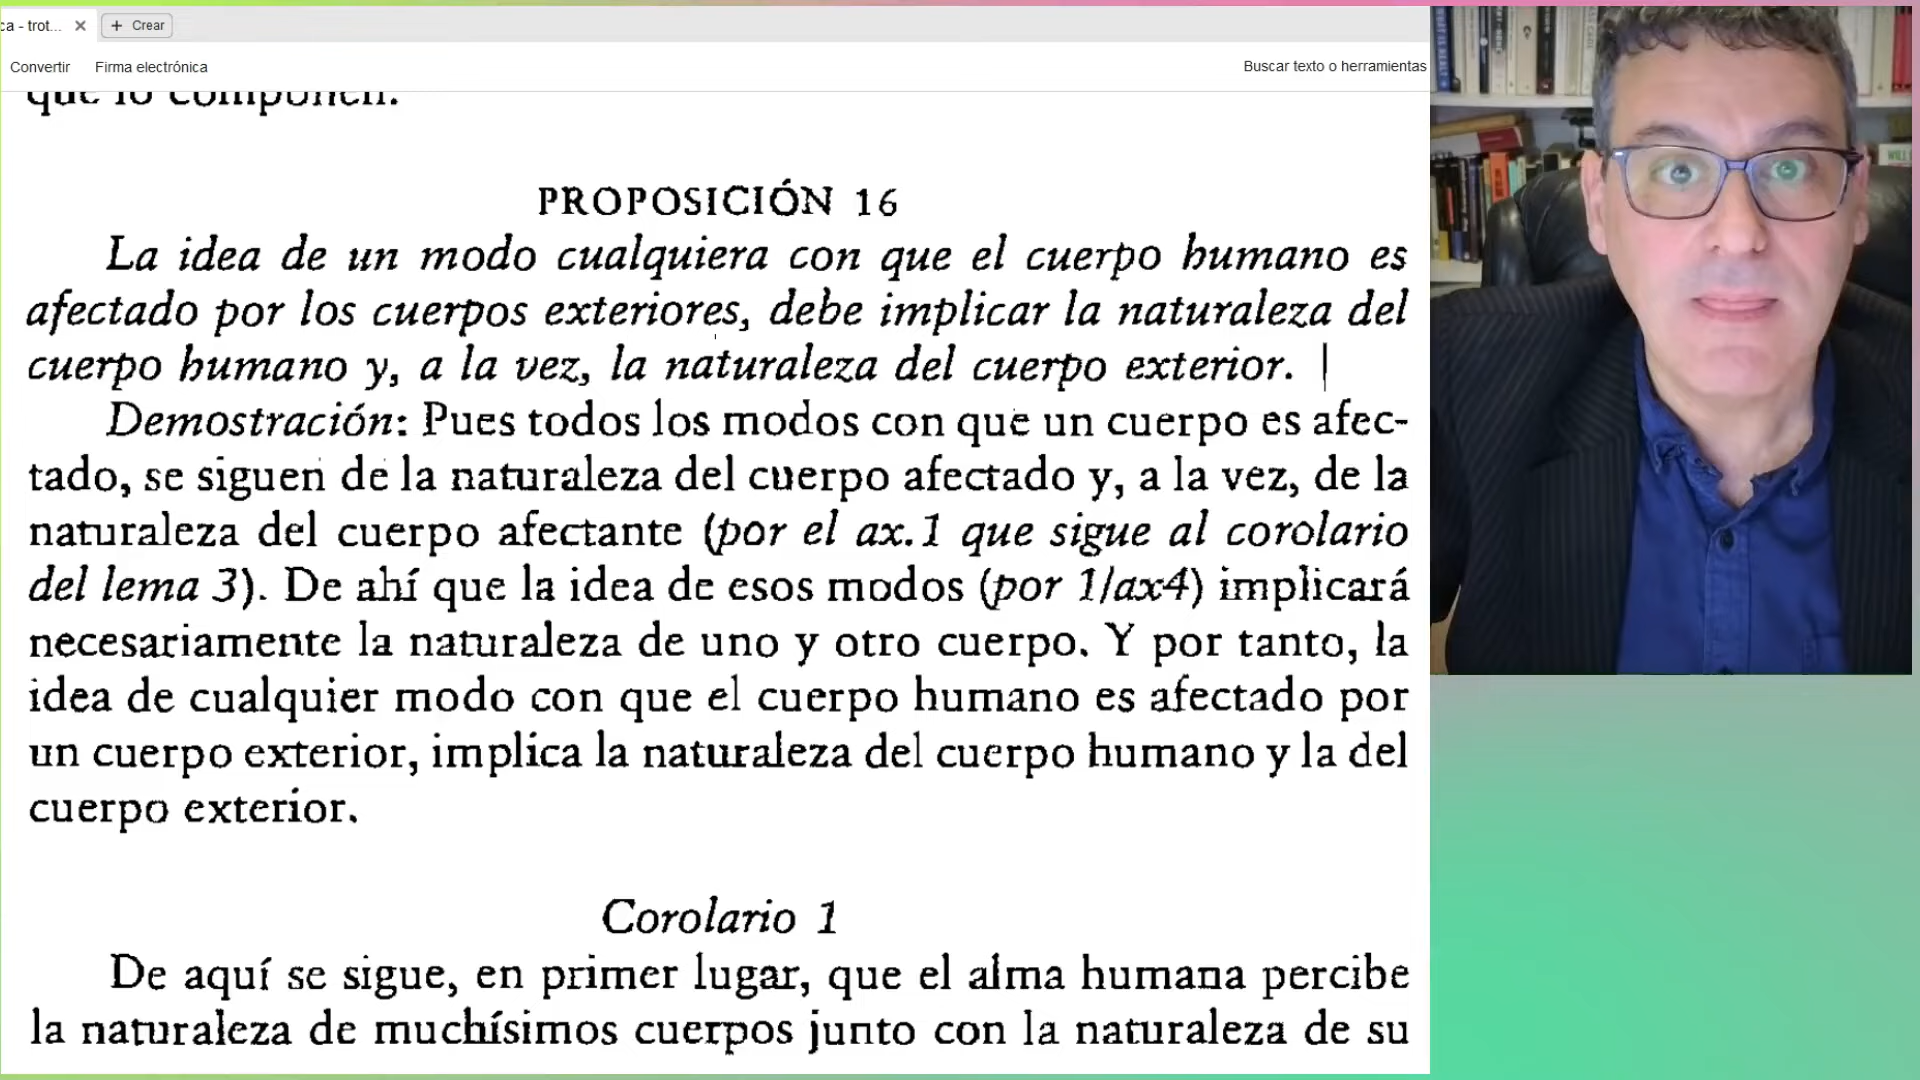 ca - trot...
Crear
Convertir
Firma electrónica
Buscar texto o herramientas
que lo componen.
PROPOSICIÓN 16
La idea de un modo cualquiera con que el cuerpo humano es
afectado por los cuerpos exteriores, debe implicar la naturaleza del
cuerpo humano y, a la vez, la naturaleza del cuerpo exterior. |
Demostración: Pues todos los modos con que un cuerpo es afec-
tado, se siguen de la naturaleza del cuerpo afectado y, a la vez, de la
naturaleza del cuerpo afectante (por el ax.1 que sigue al corolario
del lema 3). De ahí que la idea de esos modos (por 1/ax4) implicará
necesariamente la naturaleza de uno y otro cuerpo. Y por tanto, la
idea de cualquier modo con que el cuerpo humano es afectado por
un cuerpo exterior, implica la naturaleza del cuerpo humano y la del
cuerpo exterior.
Corolario 1
De aquí se sigue, en primer lugar, que el alma humana percibe
la naturaleza de muchísimos cuerpos junto con la naturaleza de su